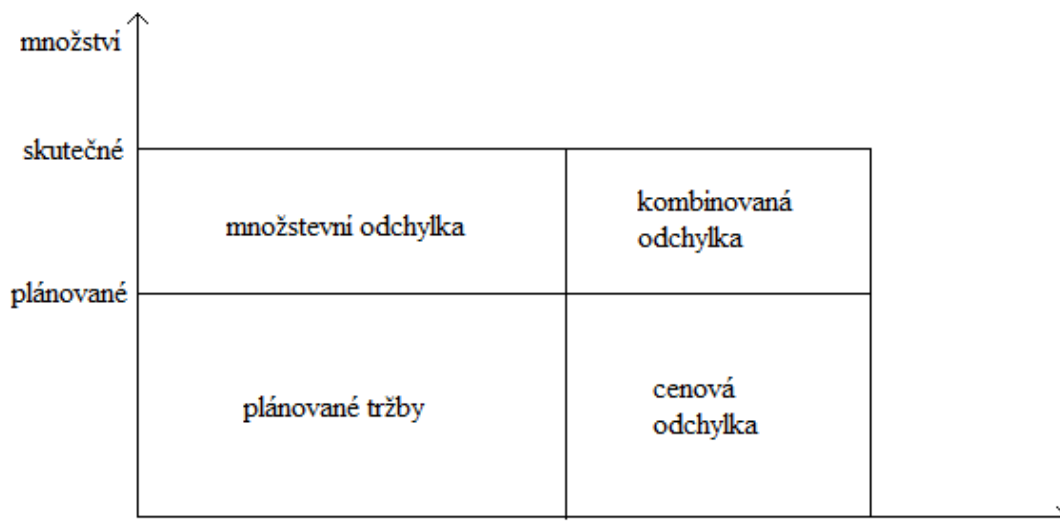 množství
skutečné
množstevní odchylka
kombinovaná
odchylka
plánované
plánované tržby
cenová
odchylka